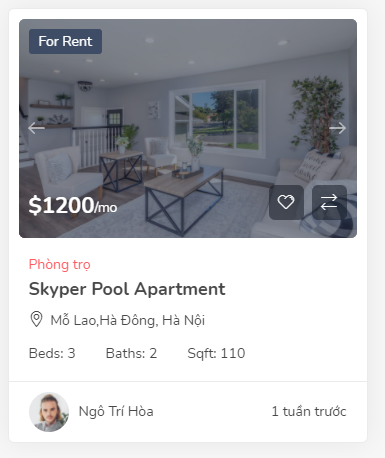 For Rent
$1200/mo
Phòng trọ
Skyper Pool Apartment
Mỗ Lao,Hà Đông, Hà Nội
Beds: 3 Baths: 2 Sqft: 110
Ngô Trí Hòa 1 tuần trước